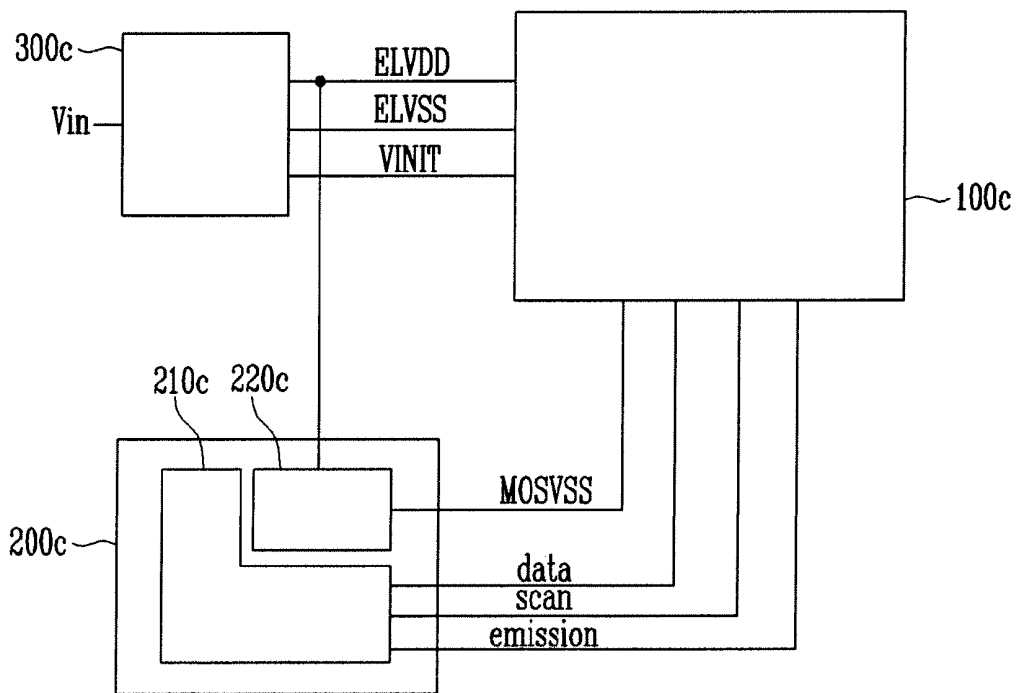 300c
ELVDD
Vin
ELVSS
VINIT
100c
210c
220c
MOSVSS
200c
data
scan
emission